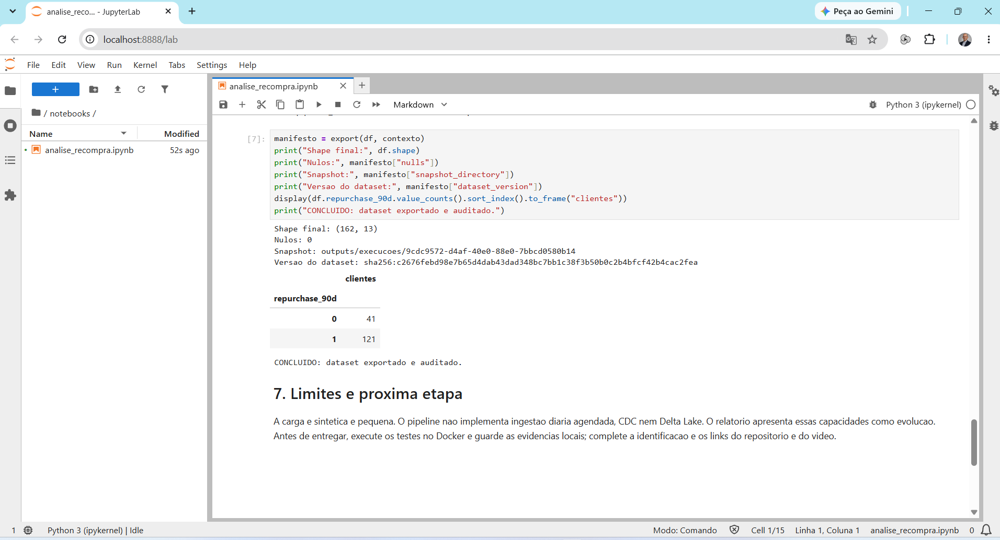 analise_reco... - JupyterLab
Peça ao Gemini
localhost:8888/lab
File Edit View Run Kernel Tabs Settings Help
analise_recompra.ipynb
Markdown
Python 3 (ipykernel)
/ notebooks /
Name Modified
analise_recompra.ipynb 52s ago
[7]:
manifesto = export(df, contexto)
print("Shape final:", df.shape)
print("Nulos:", manifesto["nulls"])
print("Snapshot:", manifesto["snapshot_directory"])
print("Versao do dataset:", manifesto["dataset_version"])
display(df.repurchase_90d.value_counts().sort_index().to_frame("clientes"))
print("CONCLUIDO: dataset exportado e auditado.")
Shape final: (162, 13)
Nulos: 0
Snapshot: outputs/execucoes/9cdc9572-d4af-40e0-88e0-7bbcd0580b14
Versao do dataset: sha256:c2676febd98e7b65d4dab43dad348bc7bb1c38f3b50b0c2b4bfcf42b4cac2fea
clientes
repurchase_90d
0 41
1 121
CONCLUIDO: dataset exportado e auditado.
7. Limites e proxima etapa
A carga e sintetica e pequena. O pipeline nao implementa ingestao diaria agendada, CDC nem Delta Lake. O relatorio apresenta essas capacidades como evolucao.
Antes de entregar, execute os testes no Docker e guarde as evidencias locais; complete a identificacao e os links do repositorio e do video.
1 Python 3 (ipykernel) | Idle
Modo: Comando Cell 1/15 Linha 1, Coluna 1 analise_recompra.ipynb 0